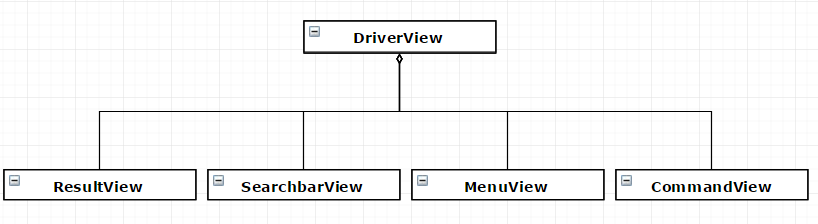 DriverView
ResultView
SearchbarView
MenuView
CommandView